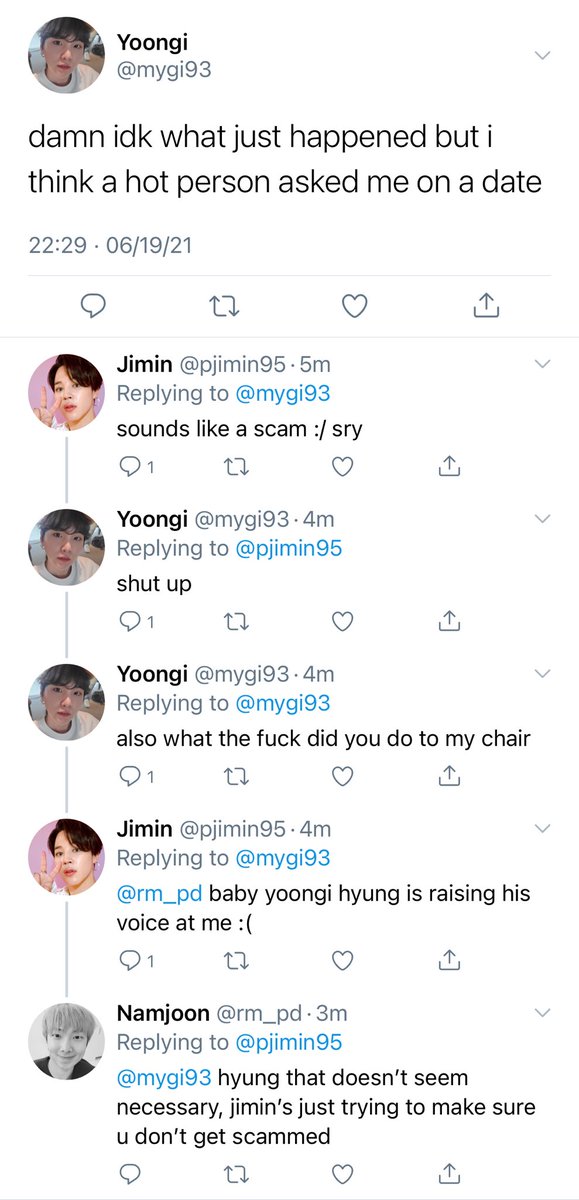 Yoongi
@mygi93
damn idk what just happened but i
think a hot person asked me on a date
22:29 · 06/19/21
Jimin @pjimin95 · 5m
Replying to @mygi93
sounds like a scam :/ sry
1
Yoongi @mygi93 · 4m
Replying to @pjimin95
shut up
1
Yoongi @mygi93 · 4m
Replying to @mygi93
also what the fuck did you do to my chair
1
Jimin @pjimin95 · 4m
Replying to @mygi93
@rm_pd baby yoongi hyung is raising his
voice at me :(
1
Namjoon @rm_pd · 3m
Replying to @pjimin95
@mygi93 hyung that doesn’t seem
necessary, jimin’s just trying to make sure
u don’t get scammed